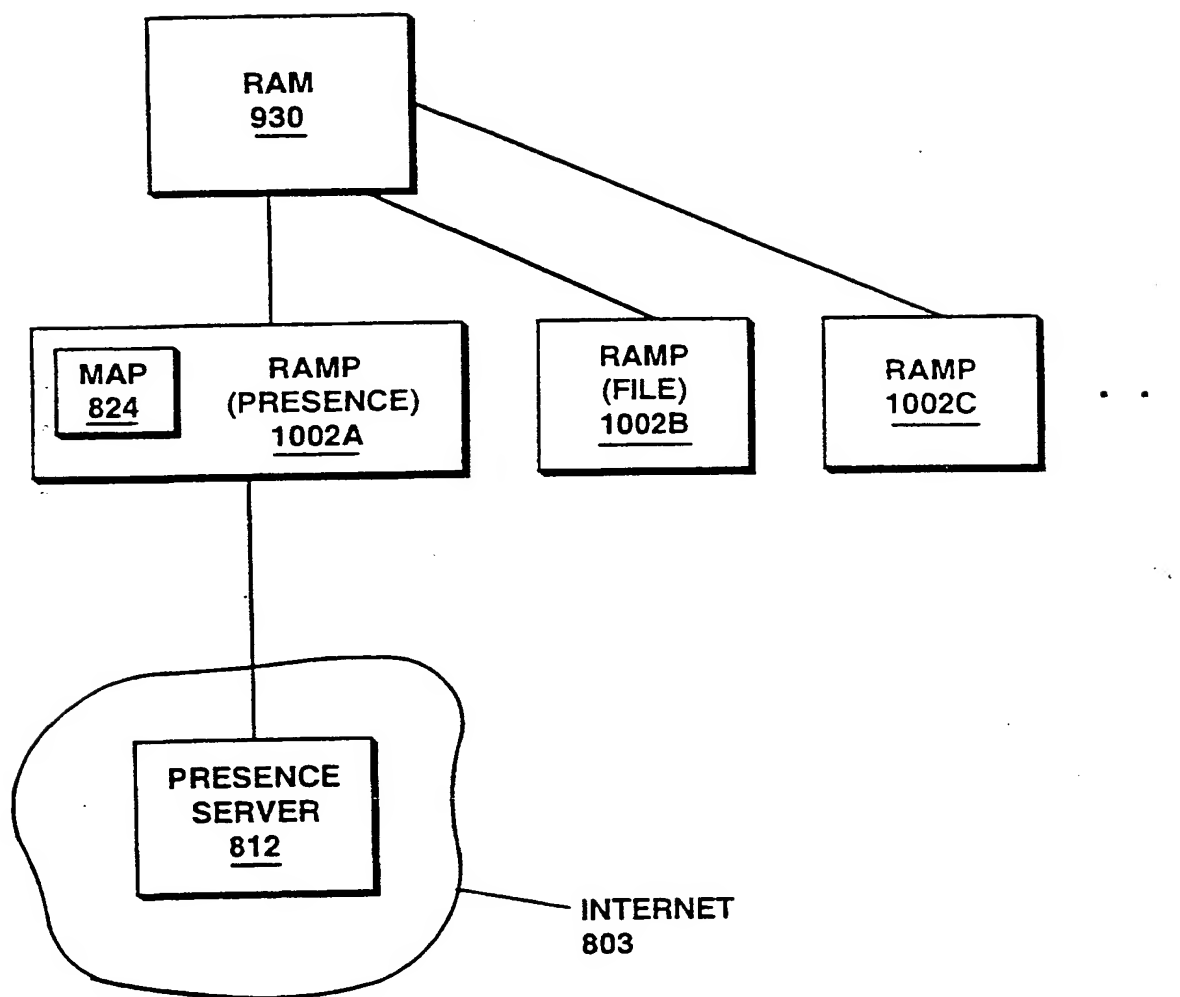 RAM
930
MAP
824
RAMP
(PRESENCE)
1002A
RAMP
(FILE)
1002B
RAMP
1002C
PRESENCE
SERVER
812
INTERNET
803